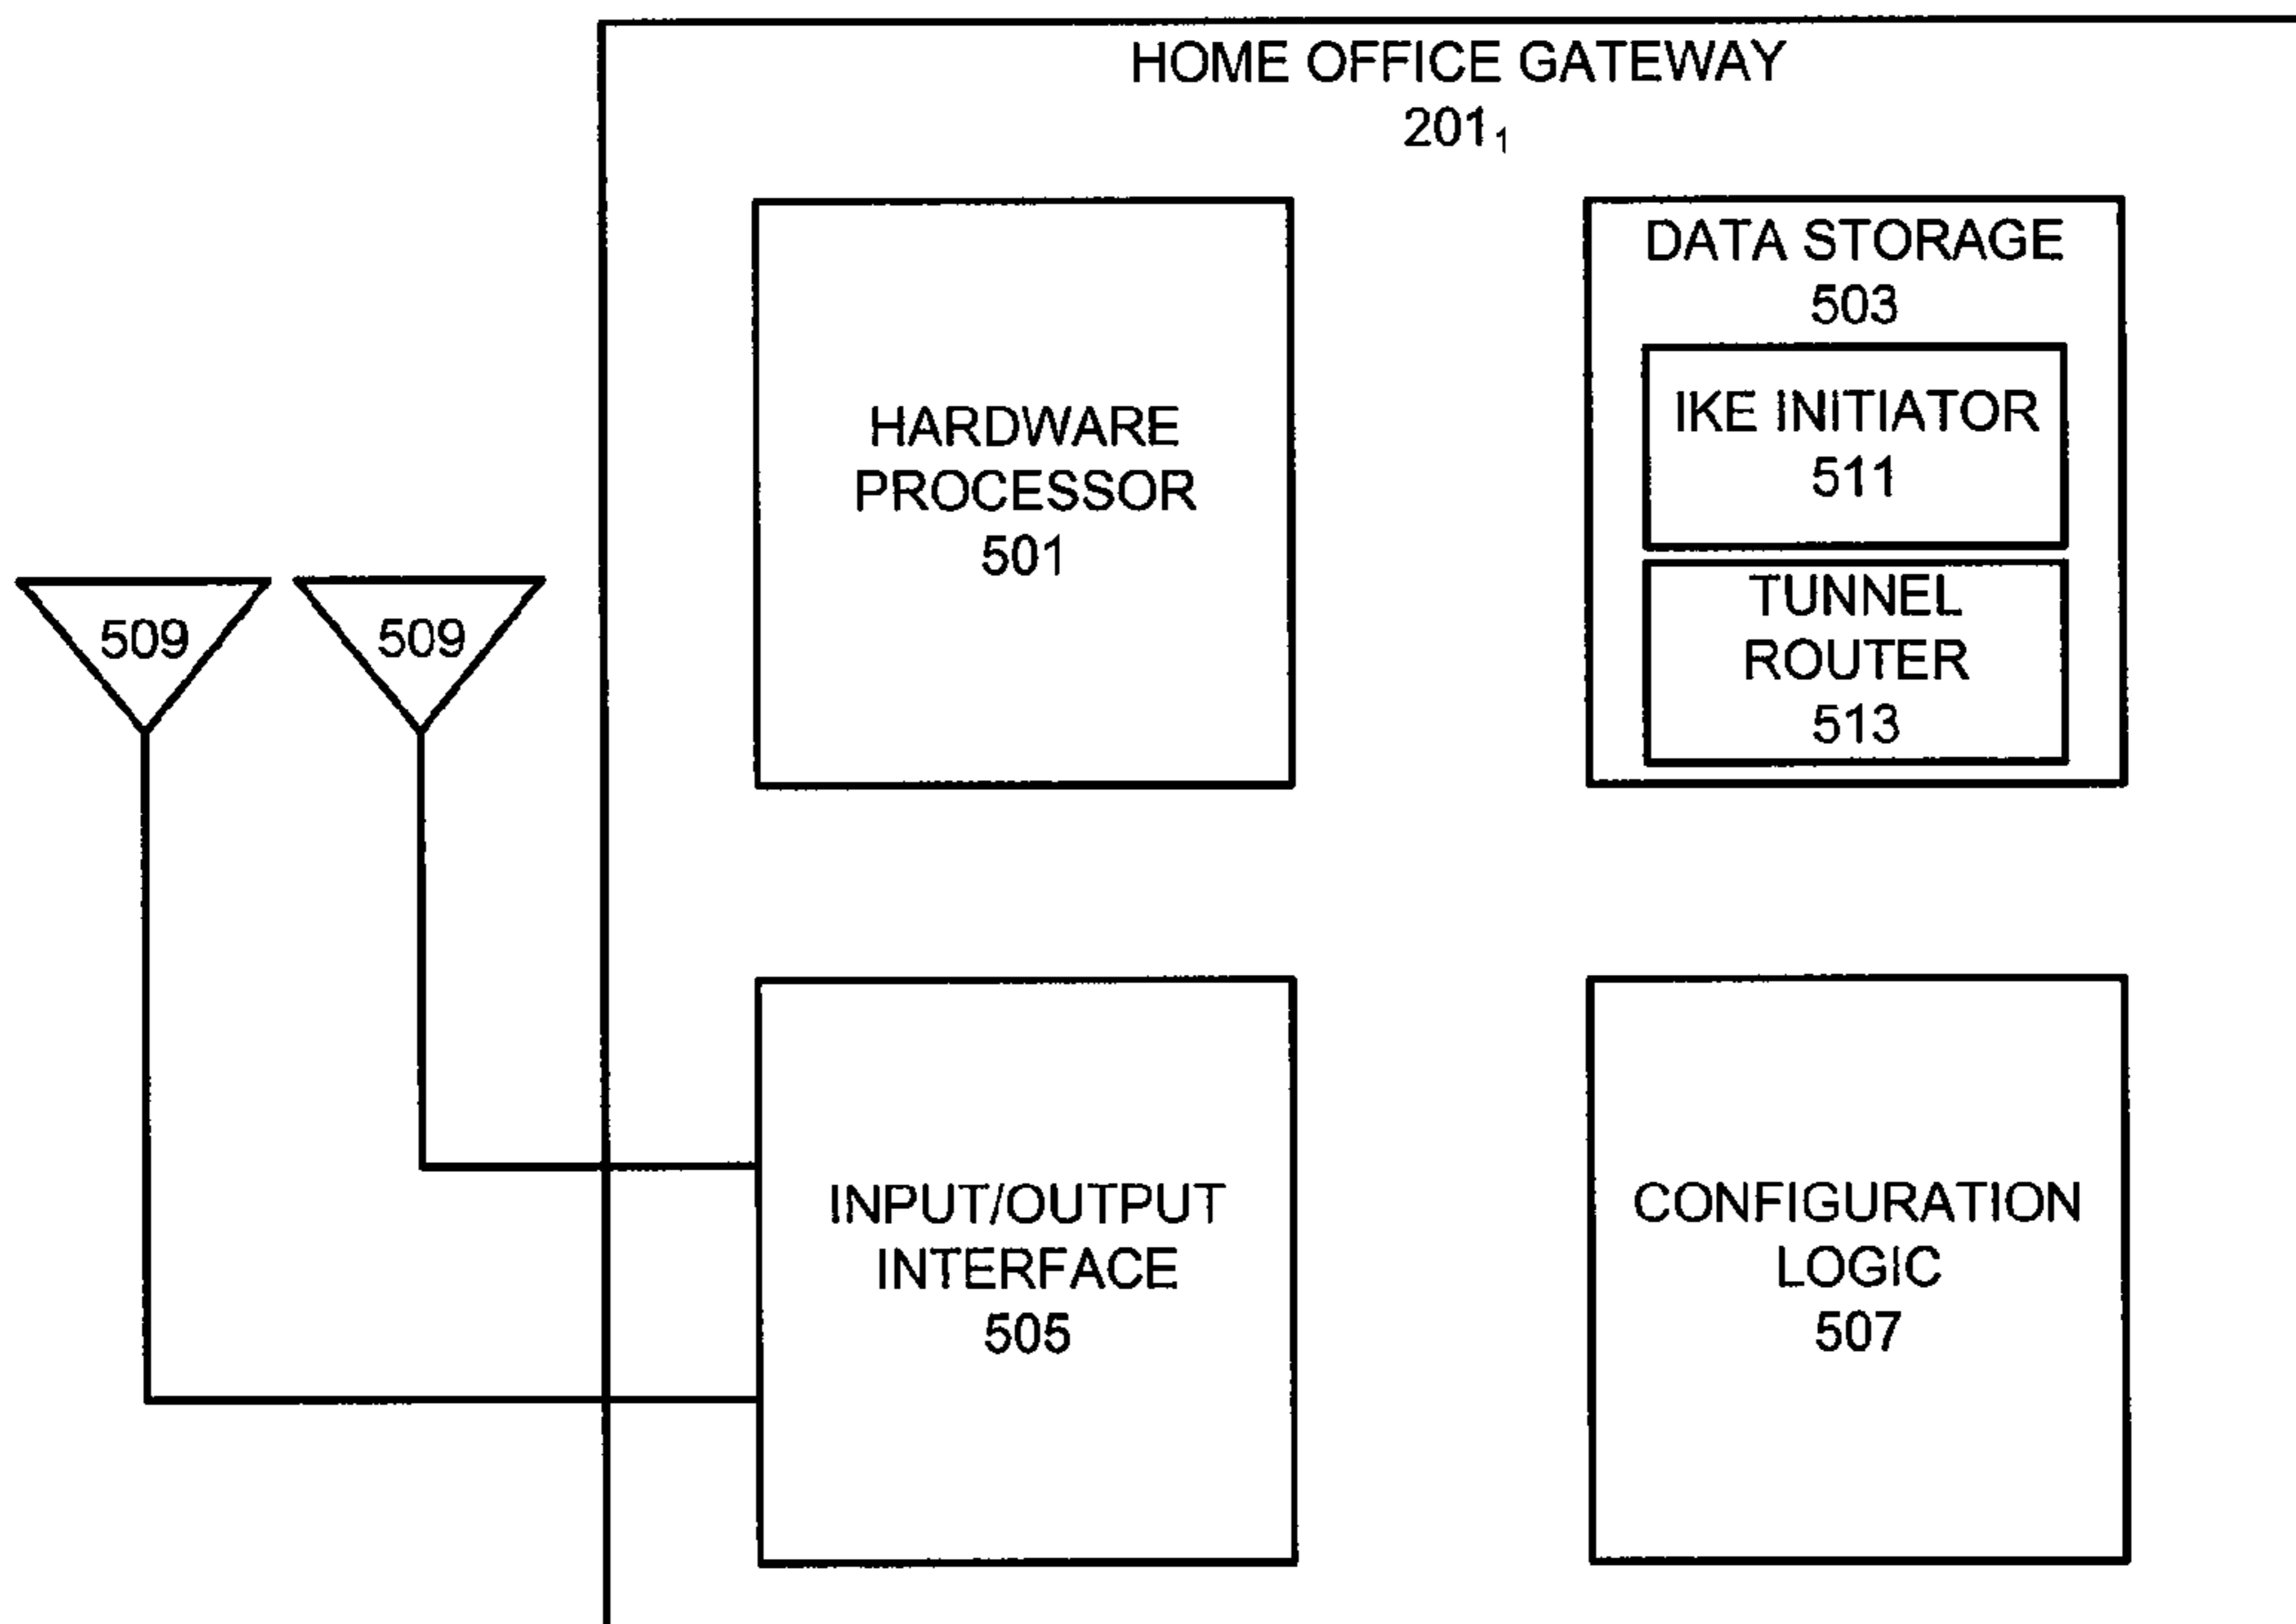 HOME OFFICE GATEWAY
201₁
HARDWARE
PROCESSOR
501
DATA STORAGE
503
IKE INITIATOR
511
TUNNEL
ROUTER
513
509
509
INPUT/OUTPUT
INTERFACE
505
CONFIGURATION
LOGIC
507